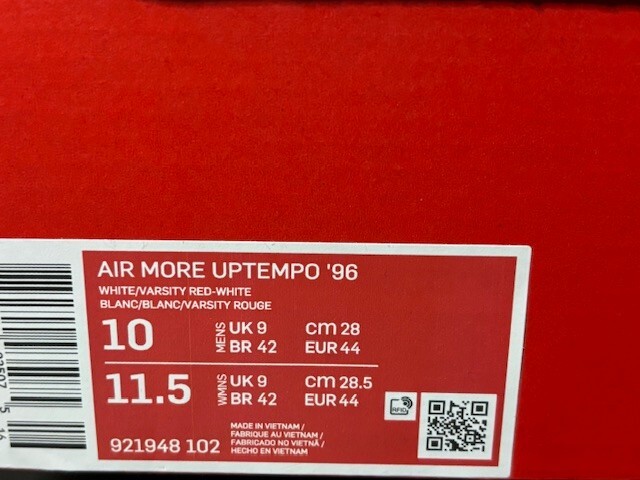 AIR MORE UPTEMPO '96
WHITE/VARSITY RED-WHITE
BLANC/BLANC/VARSITY ROUGE
10 MENS UK 9 cm 28
BR 42 EUR 44
11.5 WMNS UK 9 cm 28.5
BR 42 EUR 44
RFID
921948 102
MADE IN VIETNAM /
FABRIQUE AU VIETNAM /
FABRICADO NO VIETNÃ /
HECHO EN VIETNAM